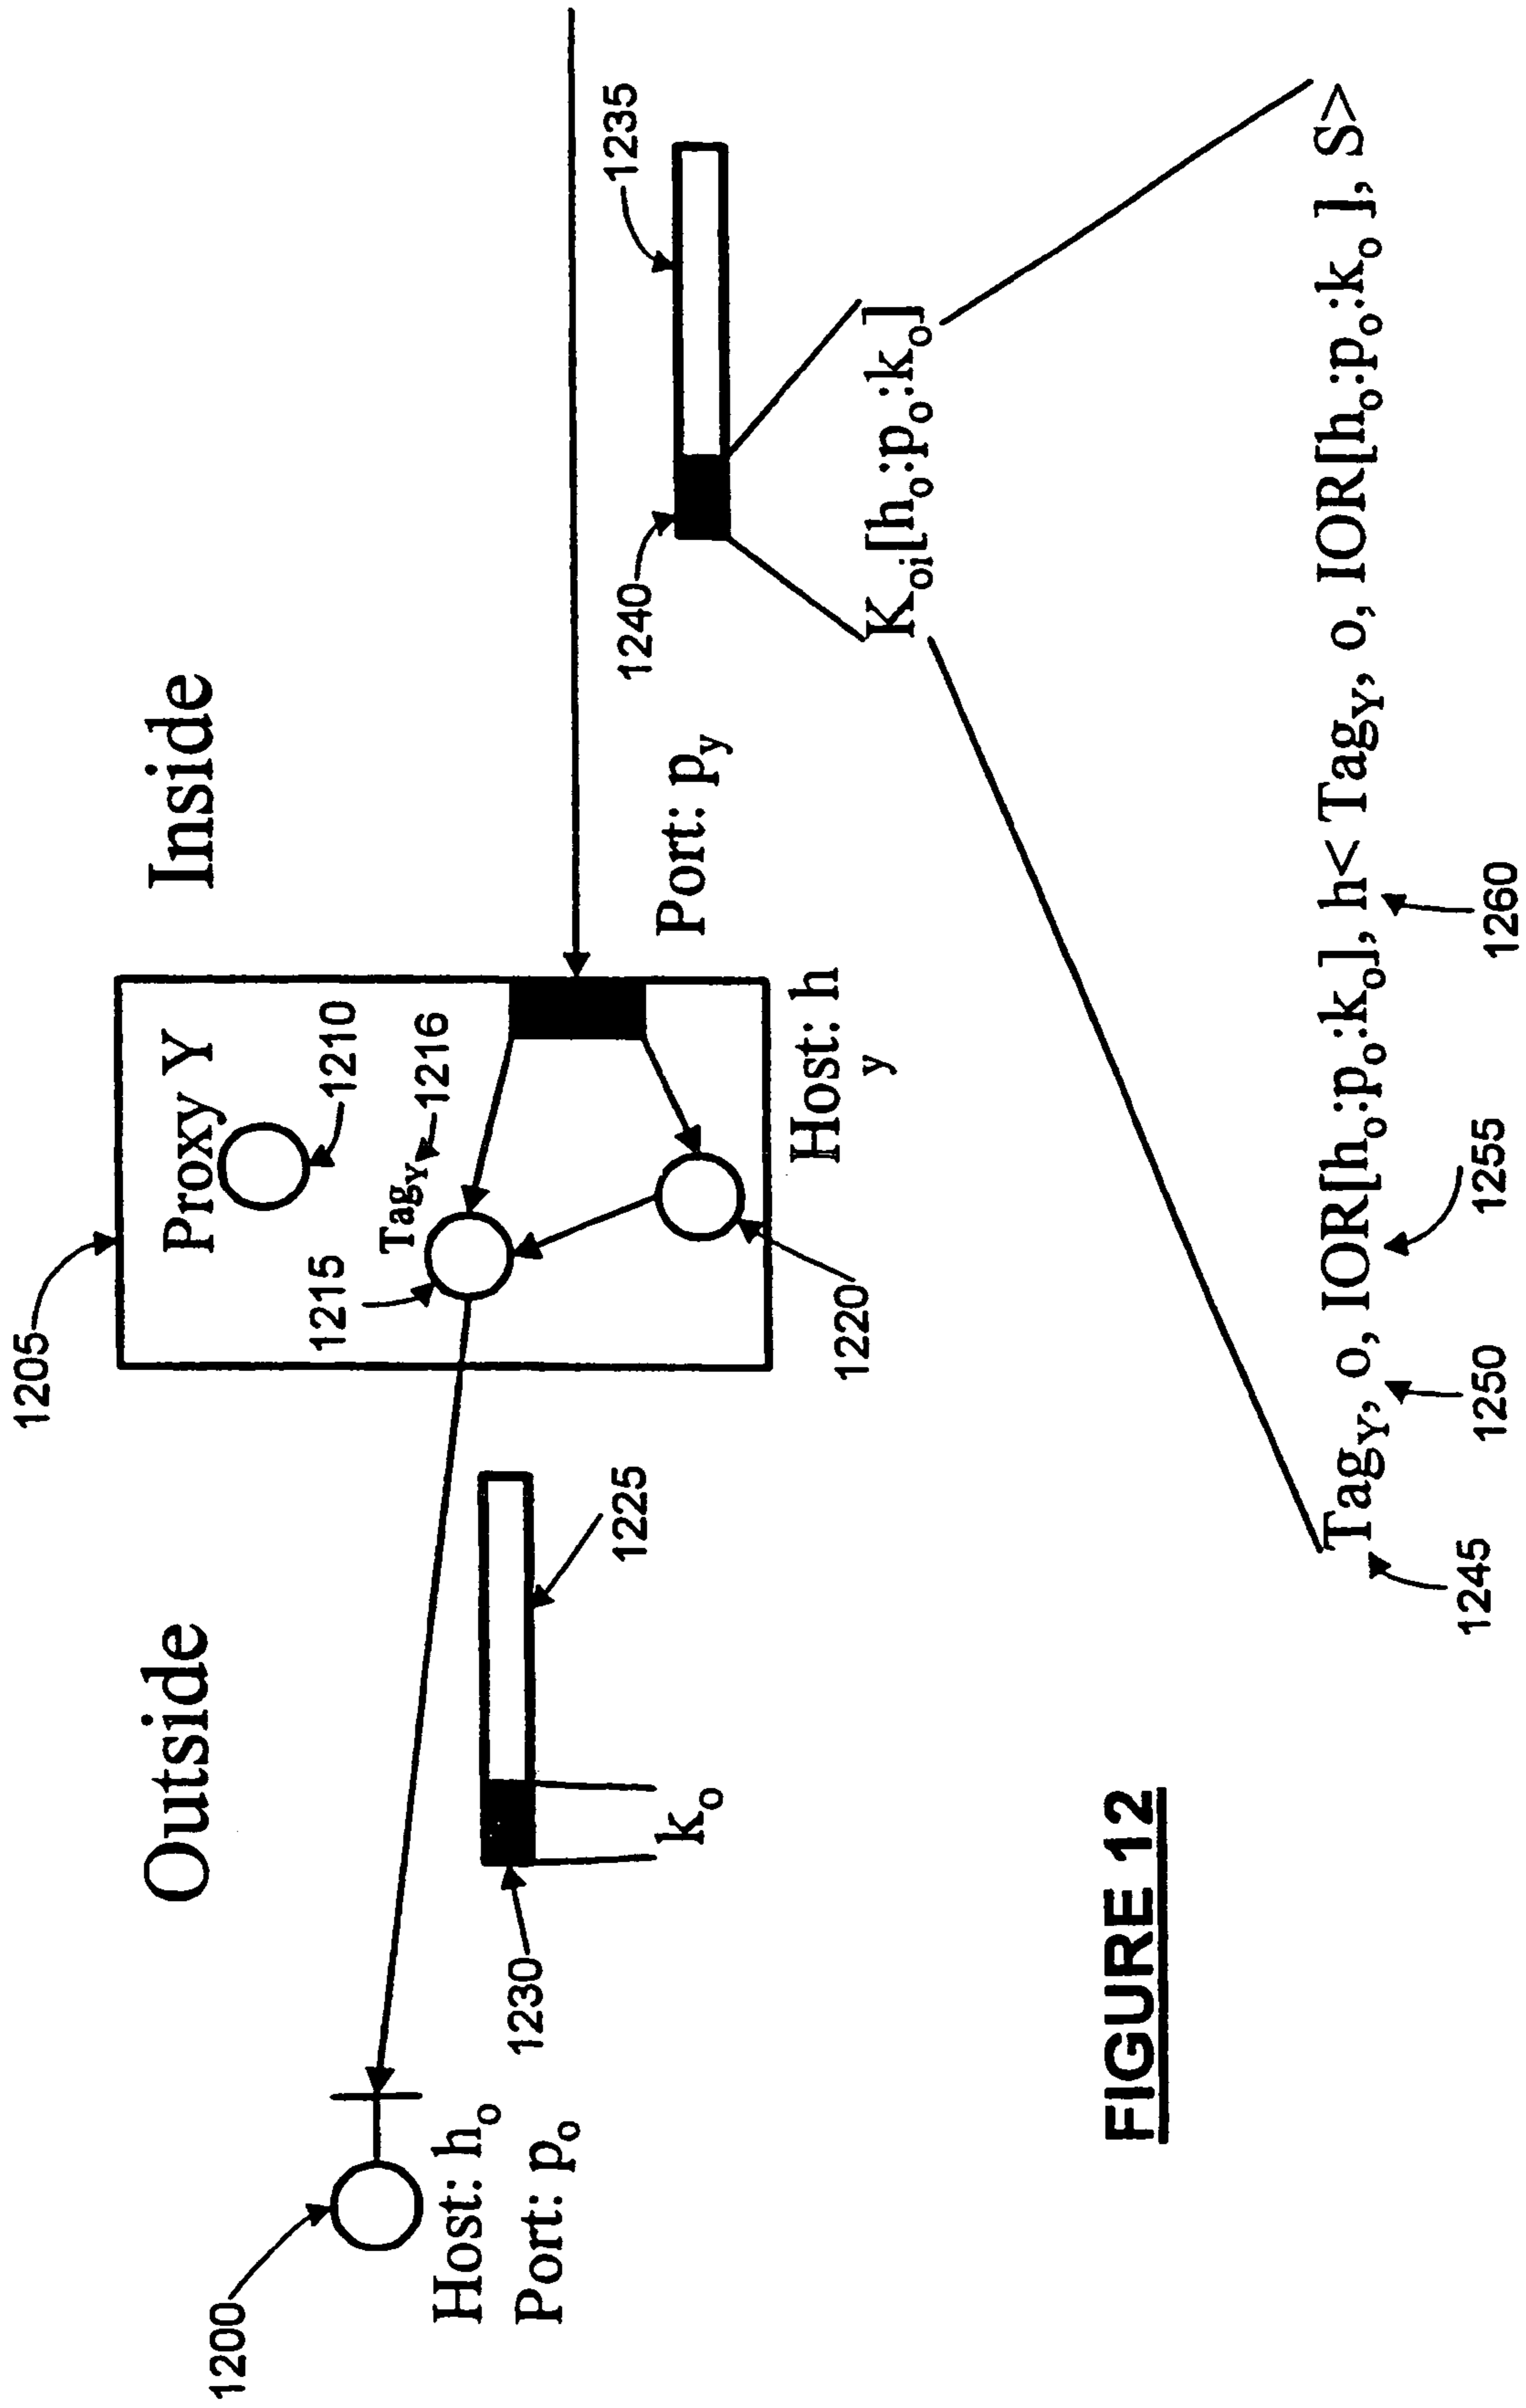 Outside
Inside
1205
Proxy Y
1210
1215
Tag_Y
1216
1200
1220
Host: h_o
Port: p_o
1230
1225
k_o
Host: h_y
Port: p_y
1240
1235
K_oi[h_o:p_o:k_o]
Tag_Y, o, IOR[h_o:p_o:k_o], h< Tag_Y, o, IOR[h_o:p_o:k_o ], S>
1245
1250
1255
1260
FIGURE 12